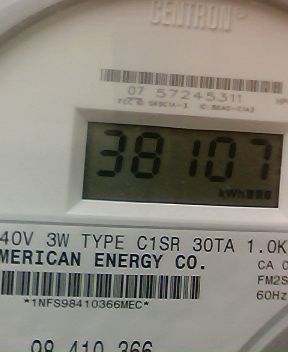 CENTRON®
07 57245311
38107
kWh
40V 3W TYPE C1SR 30TA 1.0K
MERICAN ENERGY CO.
CA 0
FM2S
60Hz
*1NFS98410366MEC*
98 410 366